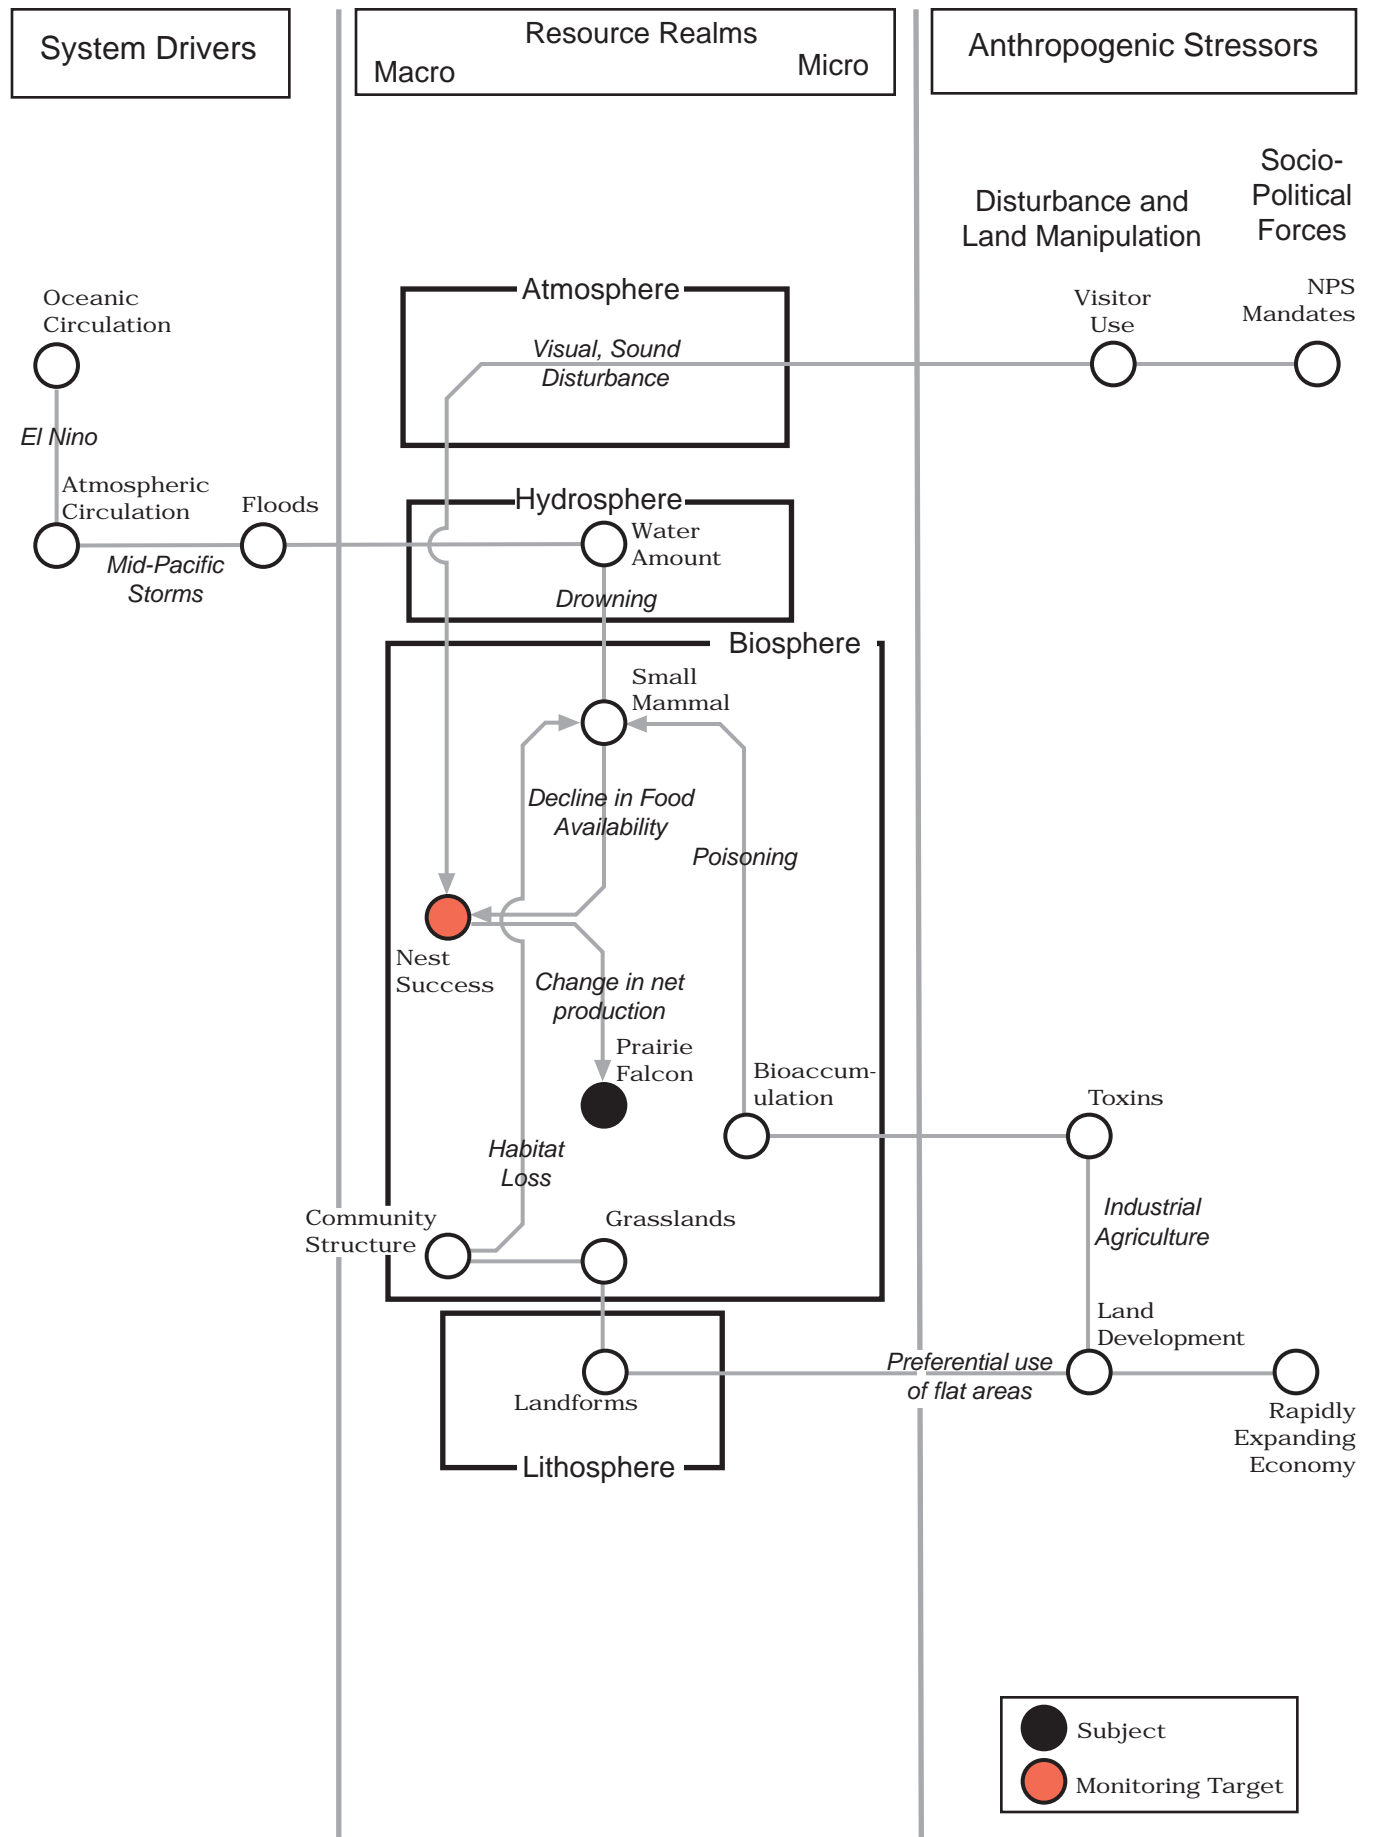 System Drivers
Resource Realms
Macro
Micro
Anthropogenic Stressors
Disturbance and
Land Manipulation
Socio-
Political
Forces
Oceanic
Circulation
Atmosphere
Visual, Sound
Disturbance
Visitor
Use
NPS
Mandates
El Nino
Atmospheric
Circulation
Floods
Mid-Pacific
Storms
Hydrosphere
Water
Amount
Drowning
Biosphere
Small
Mammal
Decline in Food
Availability
Poisoning
Nest
Success
Change in net
production
Prairie
Falcon
Bioaccum-
ulation
Toxins
Habitat
Loss
Industrial
Agriculture
Community
Structure
Grasslands
Land
Development
Preferential use
of flat areas
Landforms
Rapidly
Expanding
Economy
Lithosphere
Subject
Monitoring Target